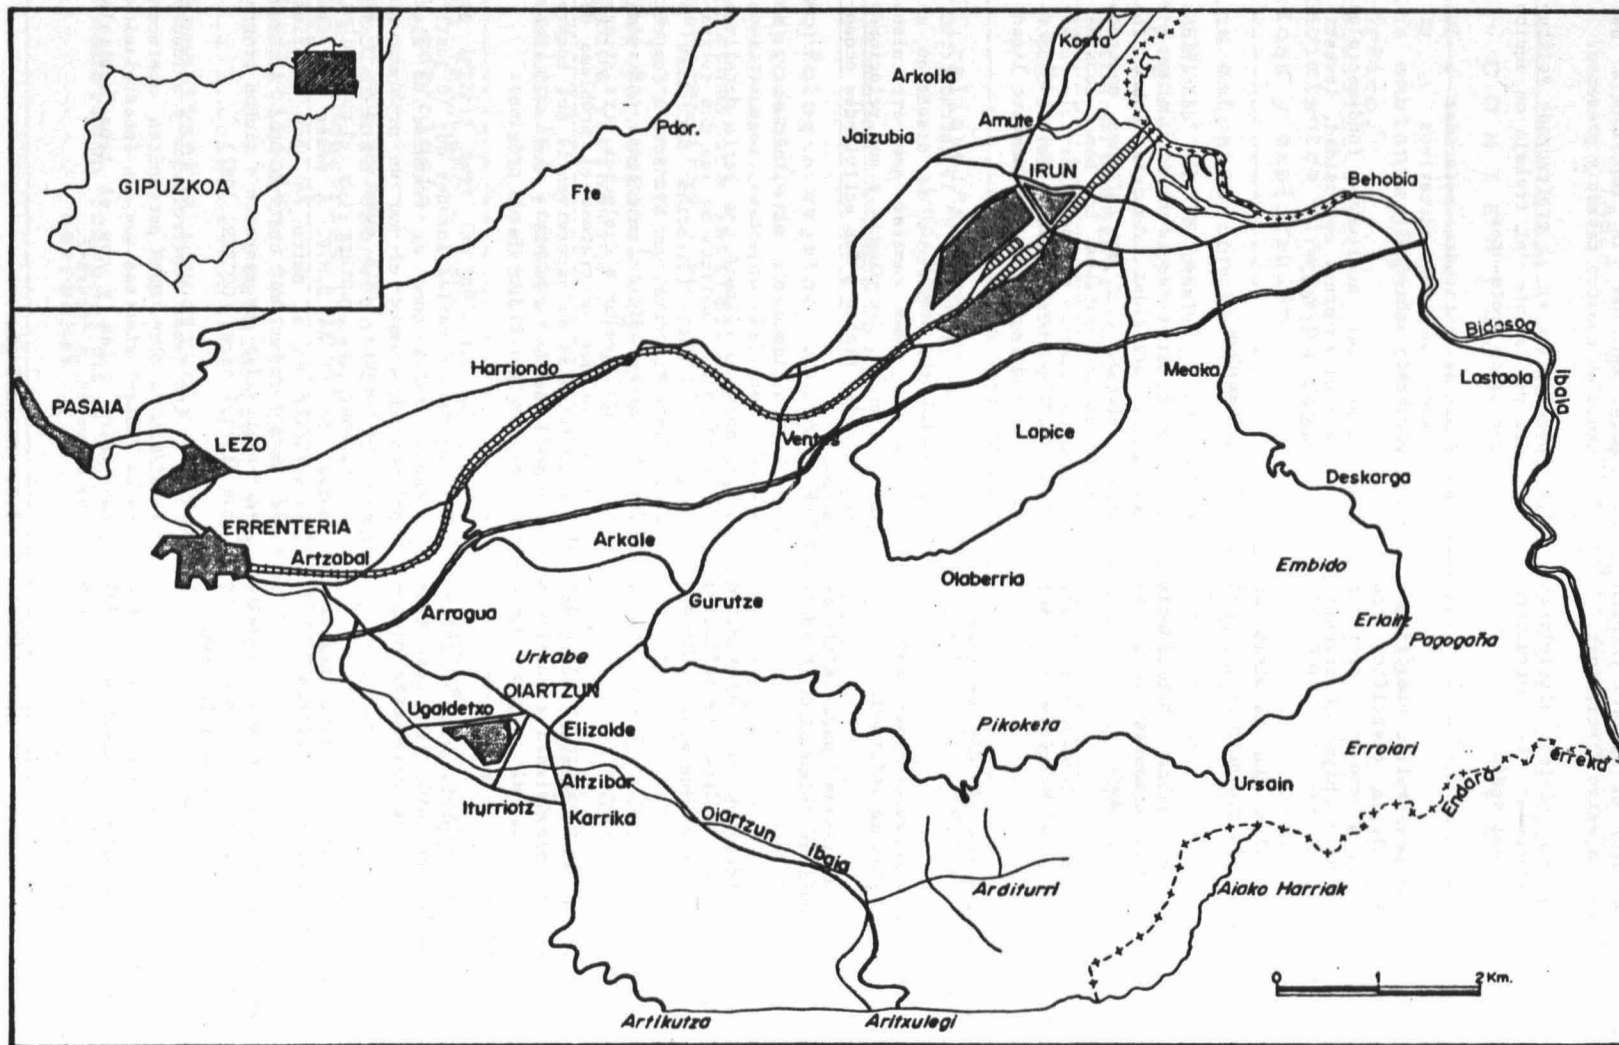 GIPUZKOA
Pdor.
Fte
Kosta
Arkolla
Amute
Jaizubia
IRUN
Behobia
Bidasoa
Ibaia
Lastaola
Harriondo
Meaka
PASAIA
LEZO
Ventas
Lapice
Deskarga
ERRENTERIA
Artzabal
Arkale
Olaberria
Embido
Gurutze
Arragua
Erlaitz
Pagogaña
Urkabe
OIARTZUN
Ugaldetxo
Elizalde
Pikoketa
Erroiari
Endara erreka
Altzibar
Ursain
Iturriotz
Karrika
Oiartzun
Ibaia
Arditurri
Aiako Harriak
0 1 2 Km.
Artikutza
Aritxulegi